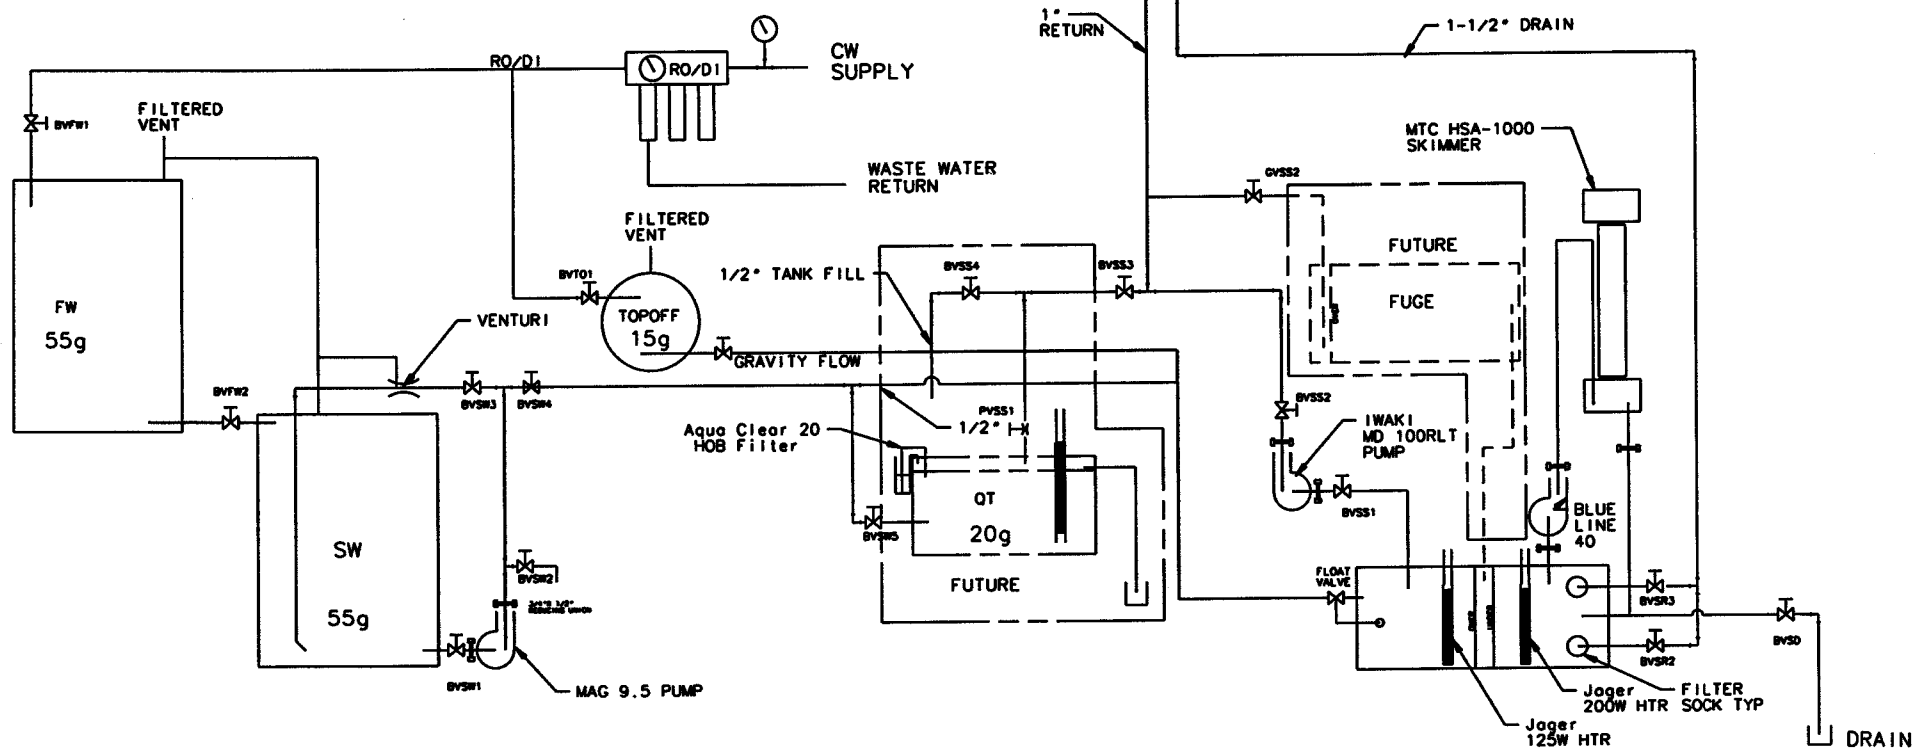 1"
RETURN
1-1/2" DRAIN
RO/DI
RO/DI
CW
SUPPLY
FILTERED
VENT
BVFW1
MTC HSA-1000
SKIMMER
WASTE WATER
RETURN
GVSS2
FILTERED
VENT
FUTURE
BVTO1
1/2" TANK FILL
BVSS4
BVSS3
FW
55g
VENTURI
TOPOFF
15g
FUGE
GRAVITY FLOW
BVFW2
BVSW3
BVSW4
BVSS2
PVSS1
1/2"
Aqua Clear 20
HOB Filter
IWAKI
MD 100RLT
PUMP
QT
20g
BVSS1
BLUE
LINE
40
BVSW5
SW
55g
FUTURE
BVSW2
FLOAT
VALVE
REDUCING UNION
BVSR3
BVSD
BVSR2
BVSW1
MAG 9.5 PUMP
Jager
200W HTR
FILTER
SOCK TYP
Jager
125W HTR
DRAIN